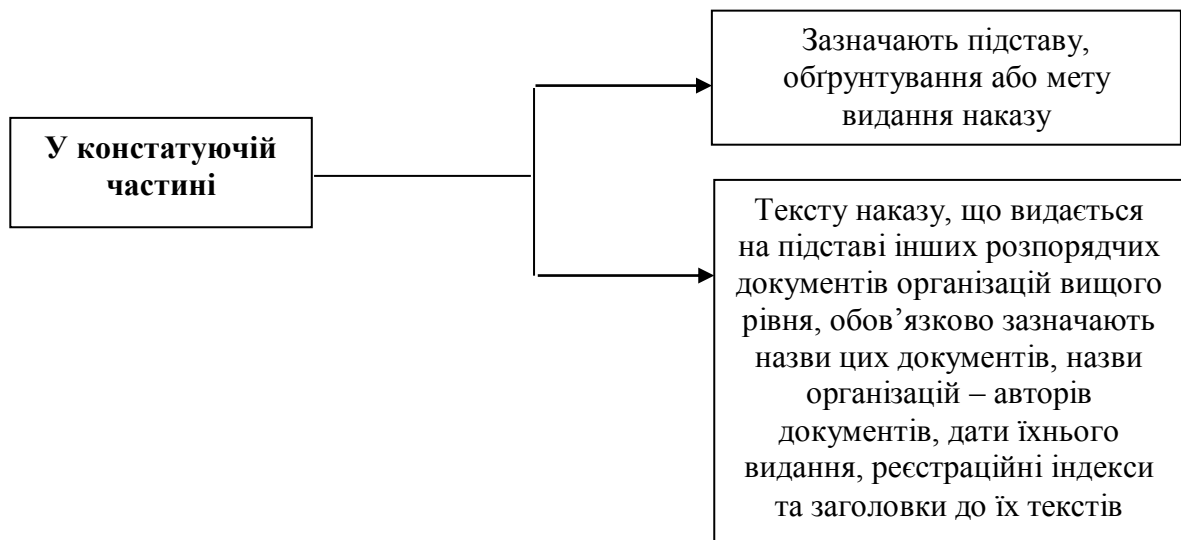 У констатуючій
частині
Зазначають підставу,
обґрунтування або мету
видання наказу
Тексту наказу, що видається
на підставі інших розпорядчих
документів організацій вищого
рівня, обов’язково зазначають
назви цих документів, назви
організацій – авторів
документів, дати їхнього
видання, реєстраційні індекси
та заголовки до їх текстів